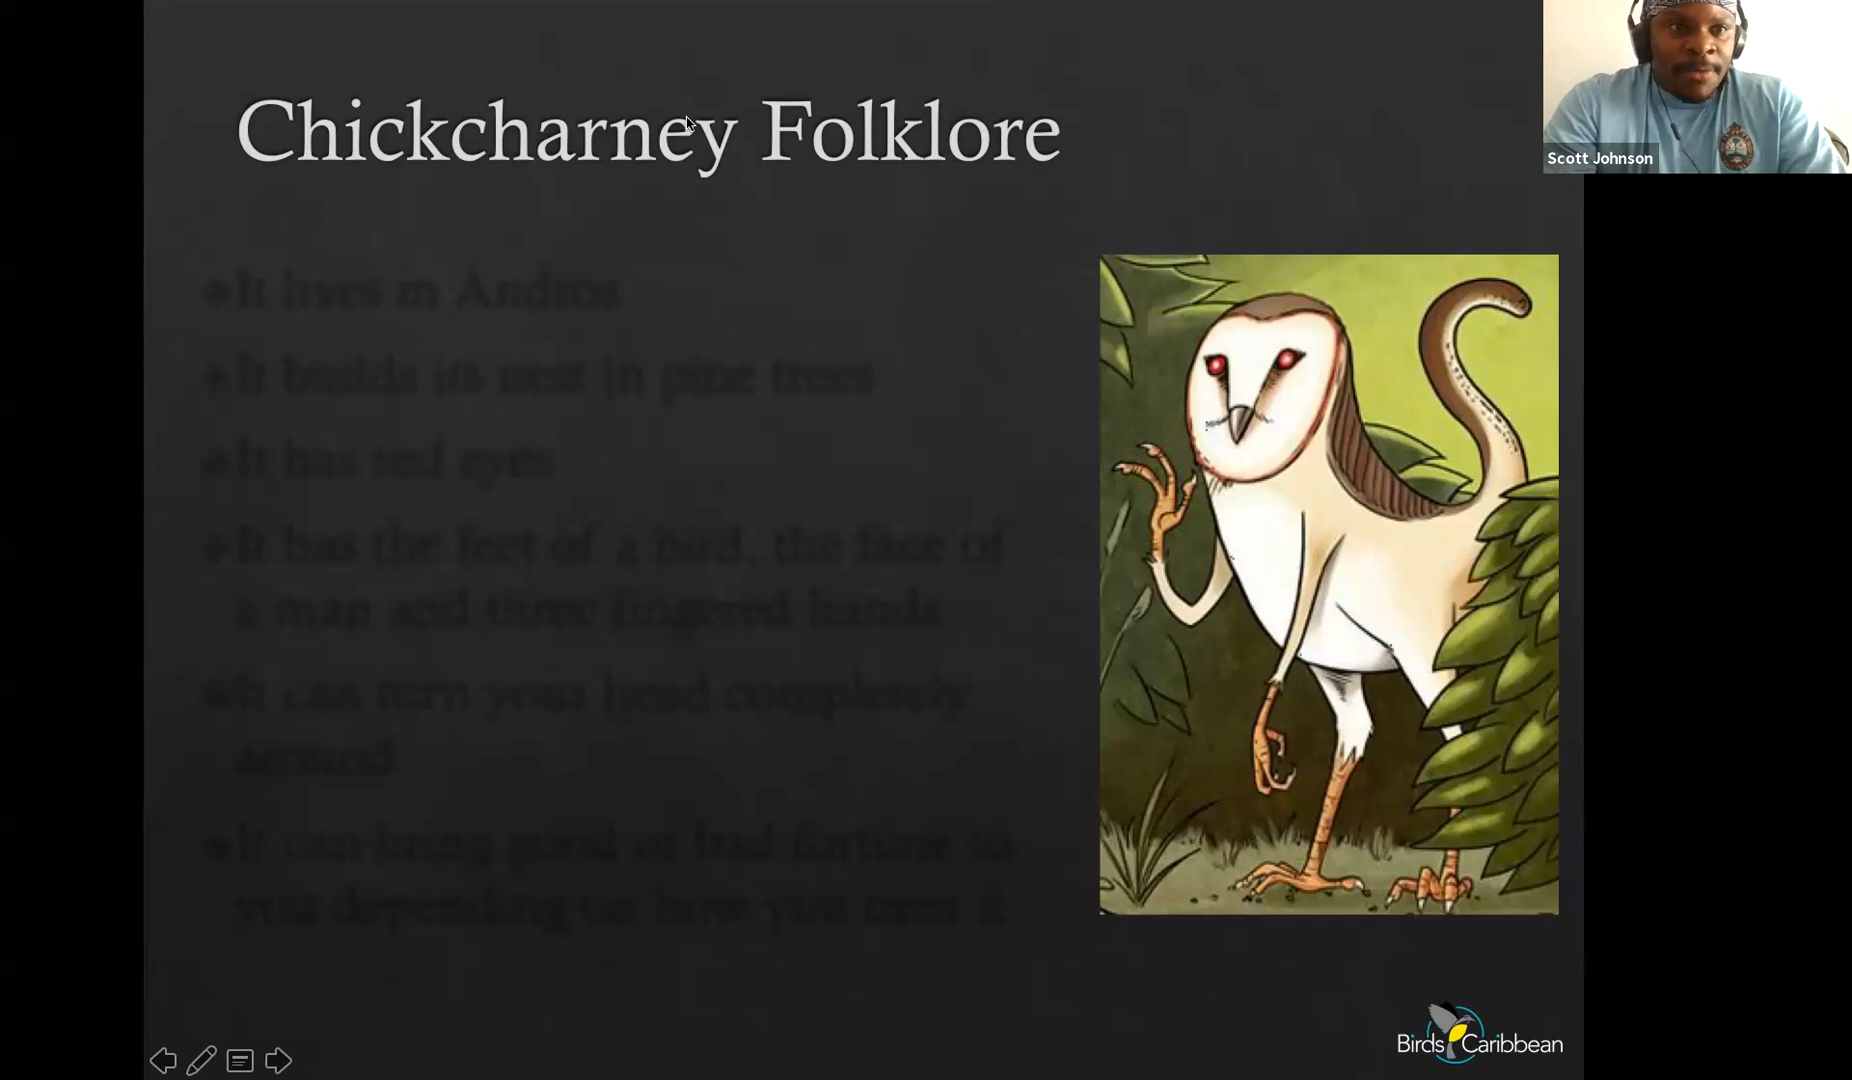 Chickcharney Folklore
Scott Johnson
It lives in Andros
It builds its nest in pine trees
It has red eyes
It has the feet of a bird, the face of
a man and three fingered hands
It can turn your head completely
around
It can bring good or bad fortune to
you depending on how you treat it
BirdsCaribbean